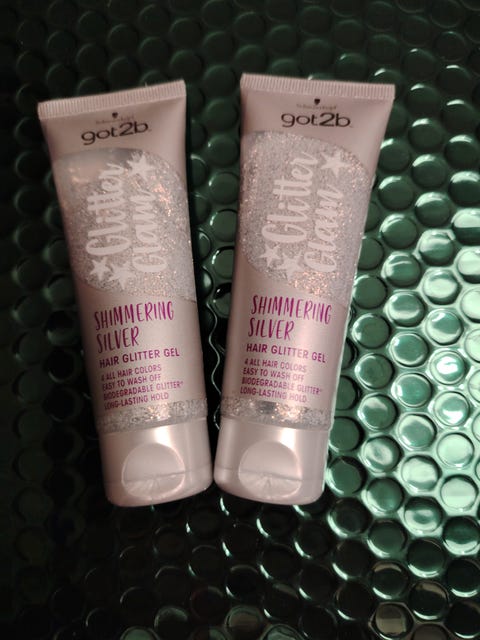 Schwarzkopf
got2b
Glitter
Glam
SHIMMERING
SILVER
HAIR GLITTER GEL
4 ALL HAIR COLORS
EASY TO WASH OFF
BIODEGRADABLE GLITTER*
LONG-LASTING HOLD
Schwarzkopf
got2b
Glitter
Glam
SHIMMERING
SILVER
HAIR GLITTER GEL
4 ALL HAIR COLORS
EASY TO WASH OFF
BIODEGRADABLE GLITTER*
LONG-LASTING HOLD